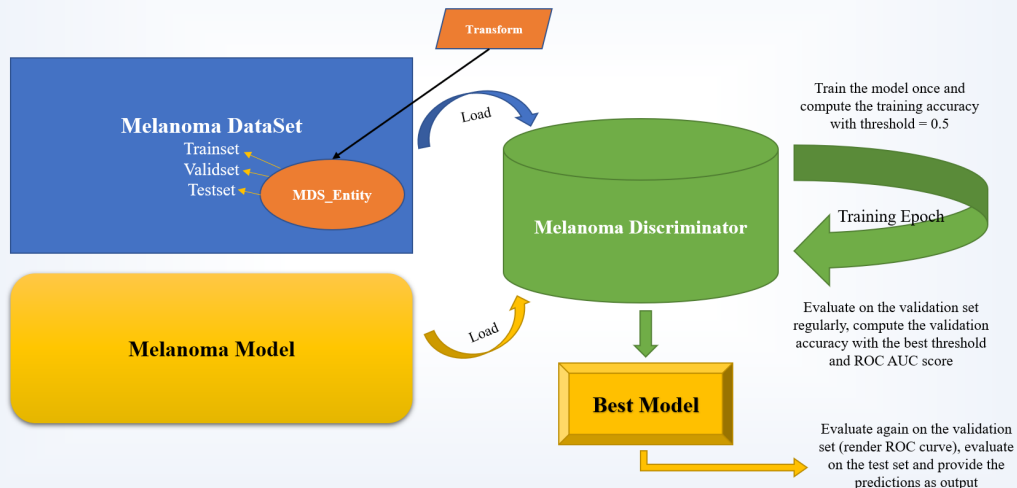 Transform
Melanoma DataSet
Trainset
Validset
Testset
MDS_Entity
Load
Melanoma Discriminator
Train the model once and
compute the training accuracy
with threshold = 0.5
Training Epoch
Melanoma Model
Load
Evaluate on the validation set
regularly, compute the validation
accuracy with the best threshold
and ROC AUC score
Best Model
Evaluate again on the validation
set (render ROC curve), evaluate
on the test set and provide the
predictions as output